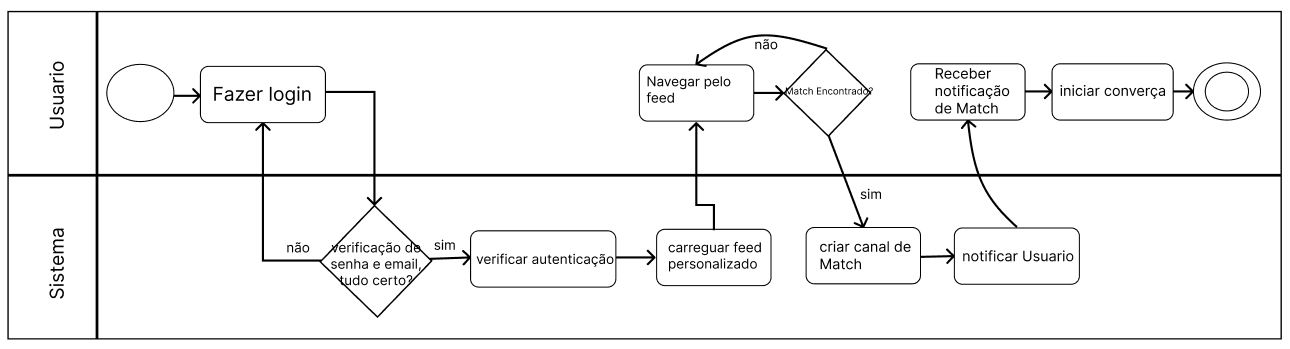 Usuario
Fazer login
Navegar pelo
feed
não
Match Encontrado?
Receber
notificação
de Match
iniciar converça
Sistema
não
verificação de
senha e email,
tudo certo?
sim
verificar autenticação
carreguar feed
personalizado
sim
criar canal de
Match
notificar Usuario